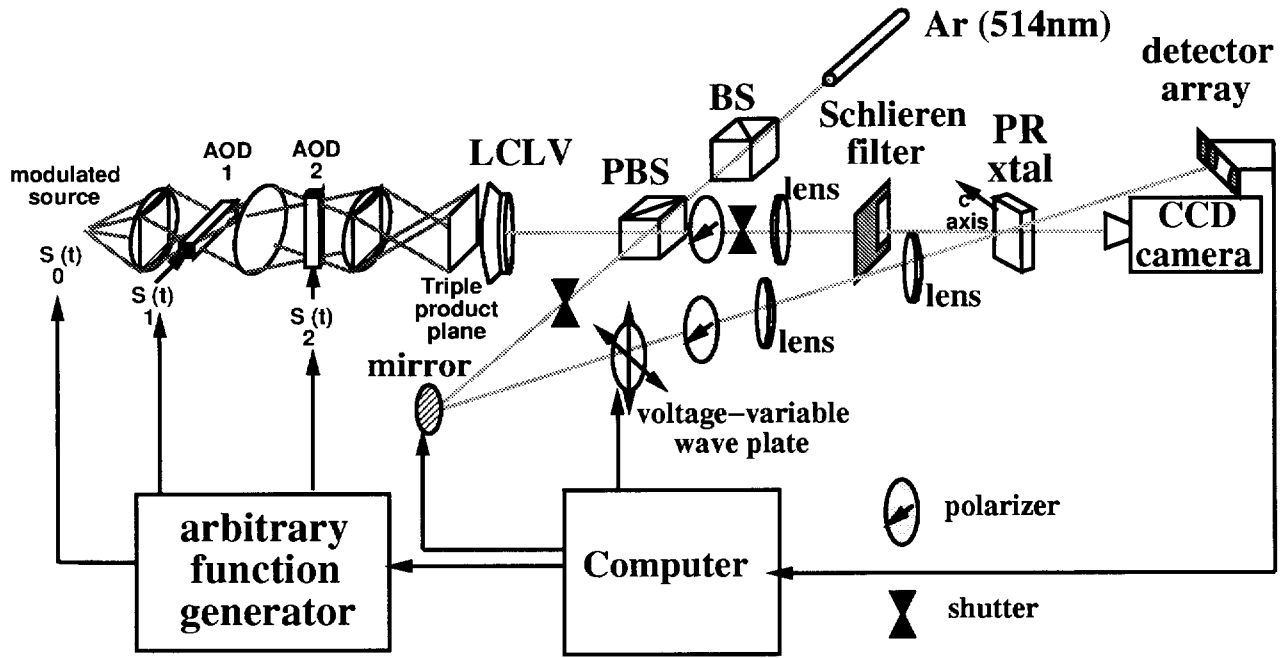 Ar (514nm)
detector
array
BS
Schlieren
filter
PR
xtal
AOD
1
AOD
2
LCLV
PBS
lens
modulated
source
c
axis
CCD
camera
S (t)
0
S (t)
1
S (t)
2
Triple
product
plane
lens
lens
mirror
voltage-variable
wave plate
arbitrary
function
generator
Computer
polarizer
shutter